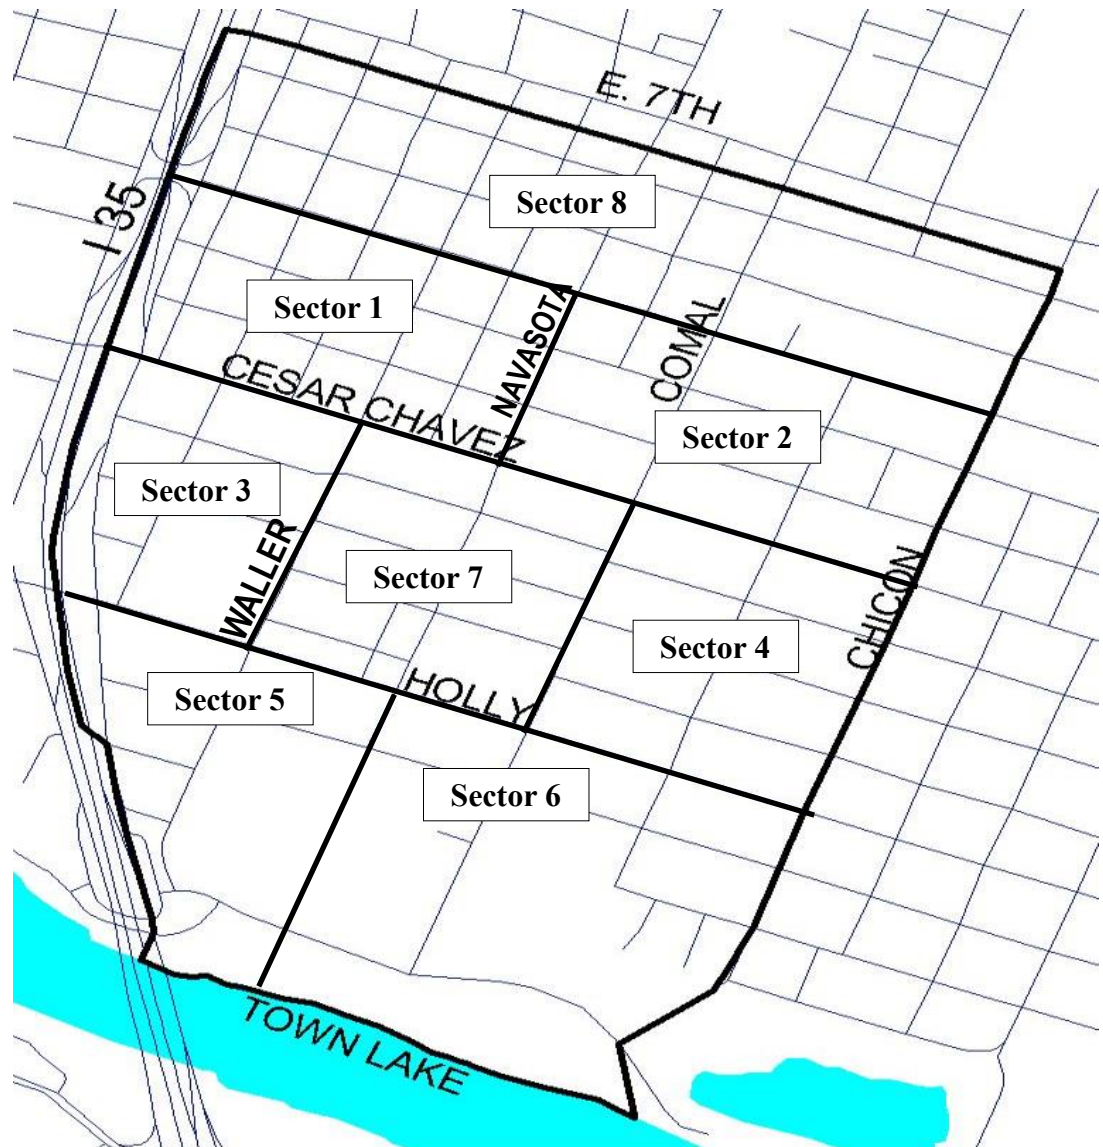 E. 7TH
I 35
Sector 8
Sector 1
NAVASOTA
COMAL
CESAR CHAVEZ
Sector 2
Sector 3
WALLER
Sector 7
CHICON
Sector 4
Sector 5
HOLLY
Sector 6
TOWN LAKE